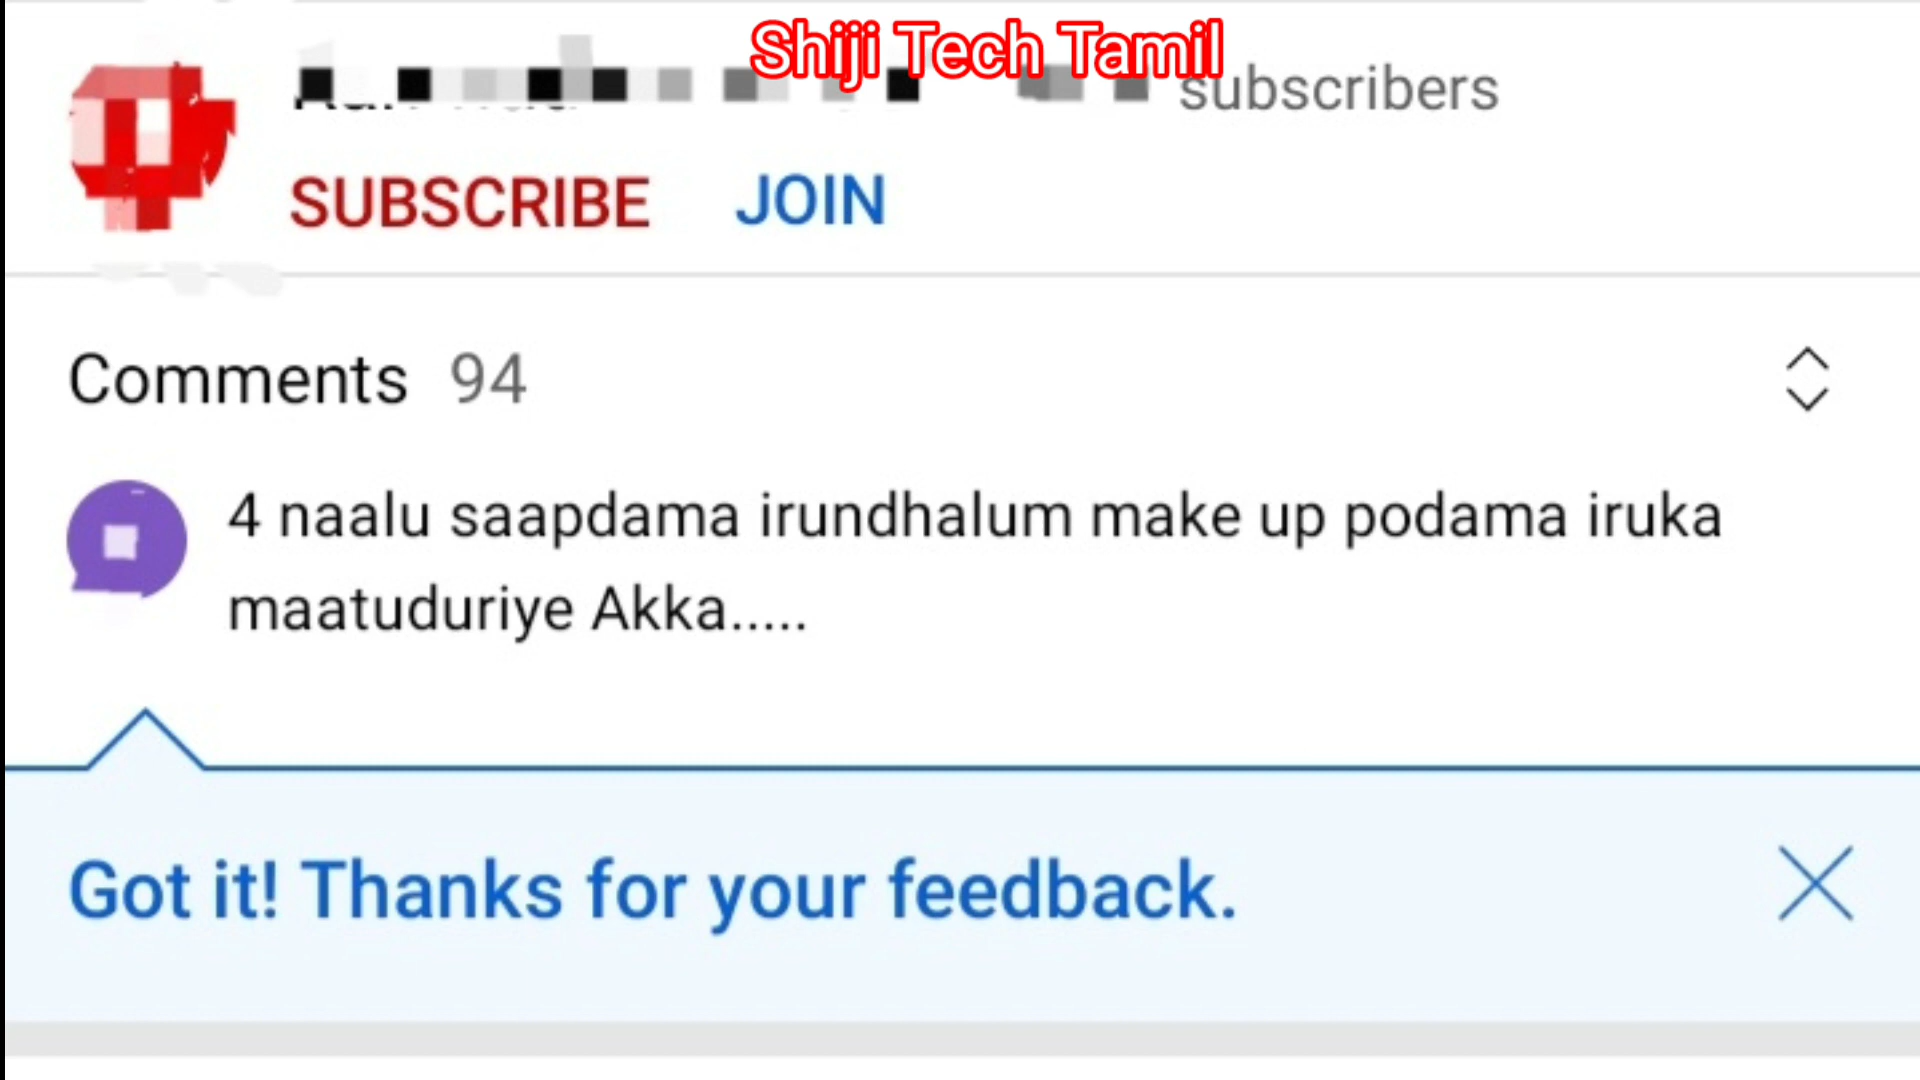 Shiji Tech Tamil
subscribers
SUBSCRIBE JOIN
Comments 94
4 naalu saapdama irundhalum make up podama iruka
maatuduriye Akka.....
Got it! Thanks for your feedback.